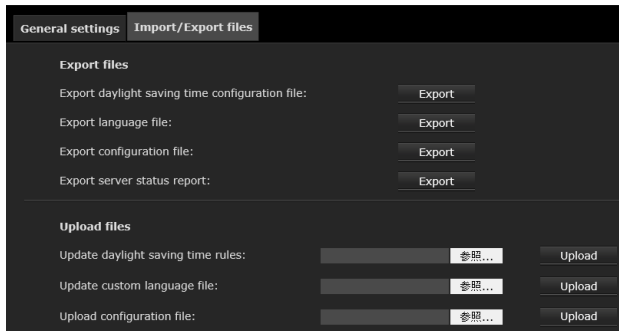 General settings Import/Export files
Export files
Export daylight saving time configuration file: Export
Export language file: Export
Export configuration file: Export
Export server status report: Export
Upload files
Update daylight saving time rules: 参照... Upload
Update custom language file: 参照... Upload
Upload configuration file: 参照... Upload